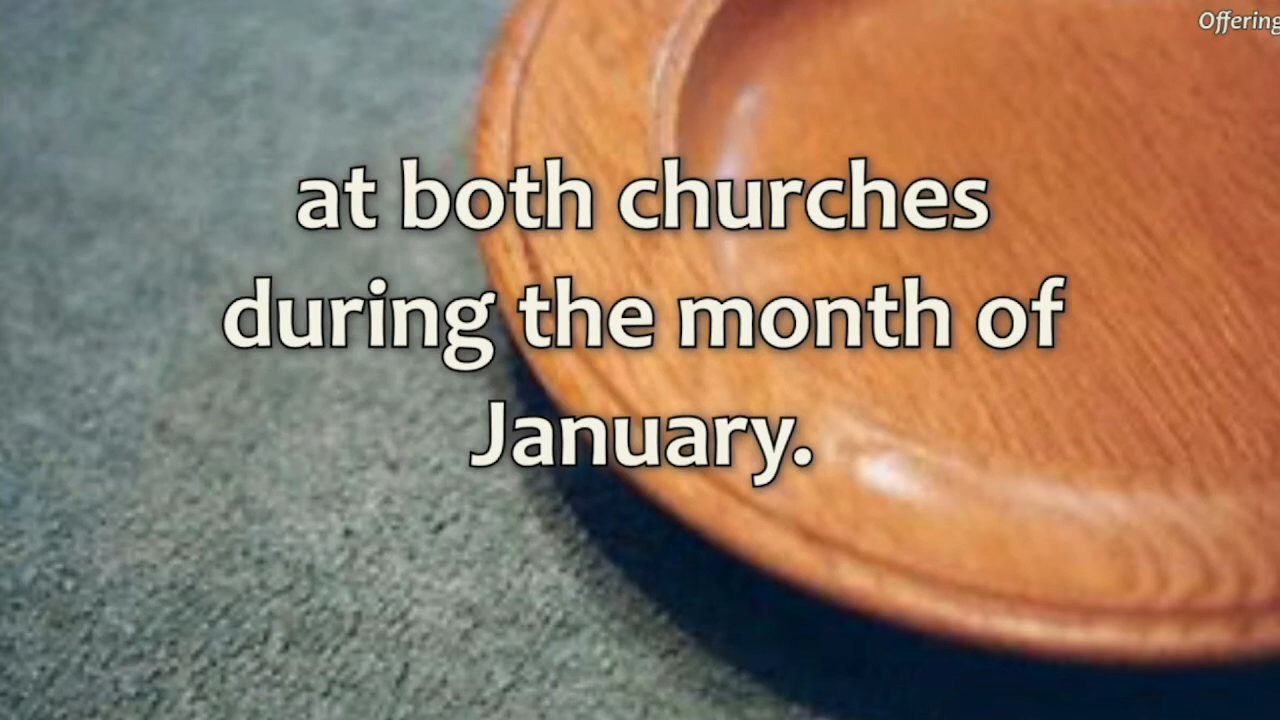 Offering
at both churches
during the month of
January.